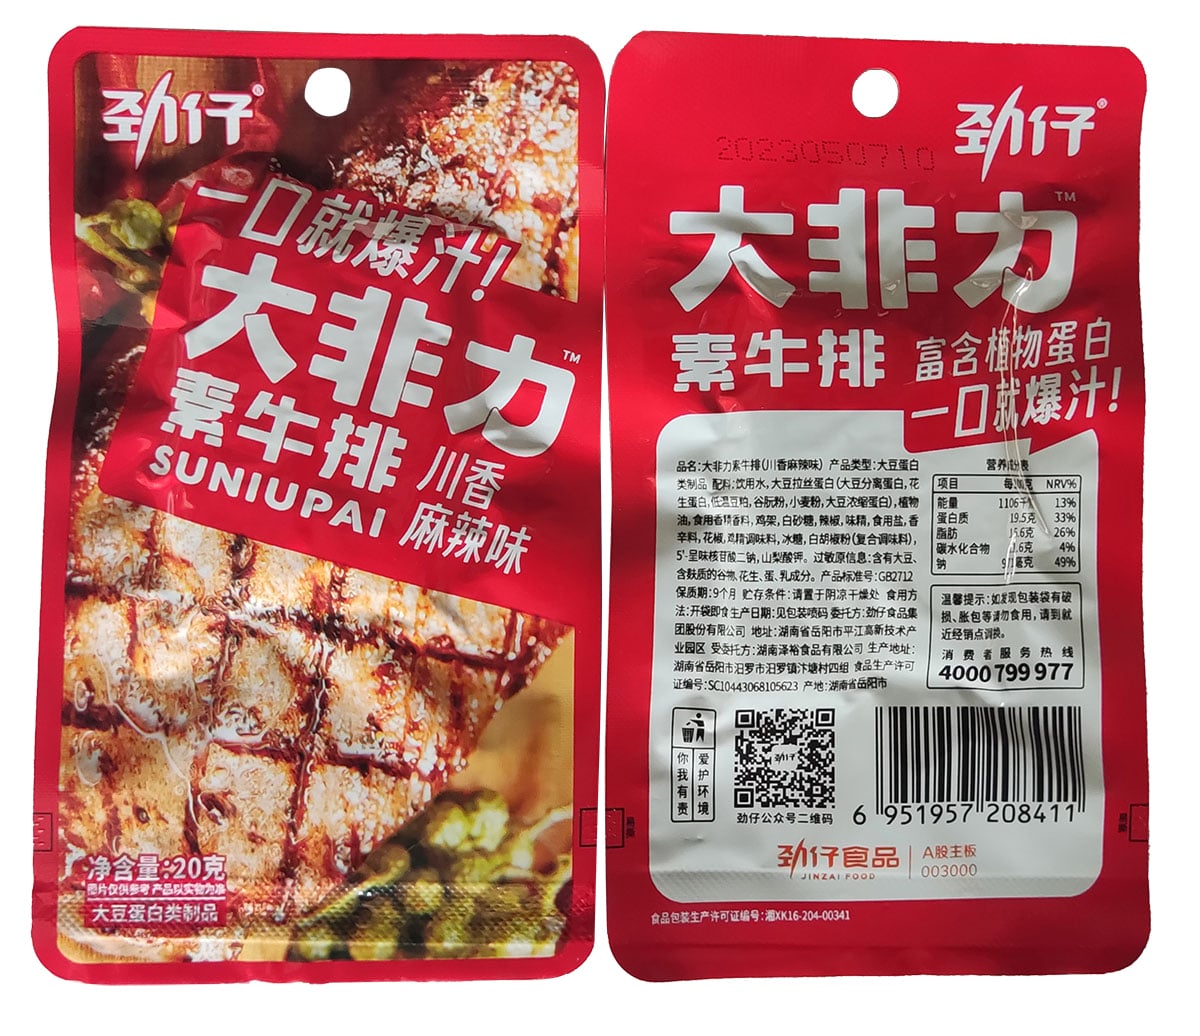 劲仔®
一口就爆汁!
大非力™
素牛排
SUNIUPAI
川香
麻辣味
净含量:20克
图片仅供参考 产品以实物为准
大豆蛋白类制品
劲仔®
2023050710
大非力™
素牛排
富含植物蛋白
一口就爆汁!
品名:大非力素牛排(川香麻辣味) 产品类型:大豆蛋白
类制品 配料:饮用水,大豆拉丝蛋白(大豆分离蛋白,花
生蛋白,低温豆粕,谷朊粉,小麦粉,大豆浓缩蛋白),植物
油,食用香精香料,鸡架,白砂糖,辣椒,味精,食用盐,香
辛料,花椒,鸡精调味料,冰糖,白胡椒粉(复合调味料),
5'-呈味核苷酸二钠,山梨酸钾。过敏原信息:含有大豆、
含麸质的谷物,花生、蛋、乳成分。产品标准号:GB2712
保质期:9个月 贮存条件:请置于阴凉干燥处 食用方
法:开袋即食 生产日期:见包装喷码 委托方:劲仔食品集
团股份有限公司 地址:湖南省岳阳市平江高新技术产
业园区 受委托方:湖南泽裕食品有限公司 生产地址:
湖南省岳阳市汨罗市汨罗镇汴塘村四组 食品生产许可
证编号:SC10443068105623 产地:湖南省岳阳市
营养成分表
项目 每100克 NRV%
能量 1106千焦 13%
蛋白质 19.5克 33%
脂肪 15.6克 26%
碳水化合物 4%
钠 49%
温馨提示:如发现包装袋有破
损、胀包等请勿食用,请到就
近经销点调换。
消费者服务热线
4000799977
你我有责
爱护环境
劲仔
劲仔公众号二维码
6 951957 208411
劲仔食品
JINZAI FOOD
A股主板
003000
食品包装生产许可证编号:湘XK16-204-00341